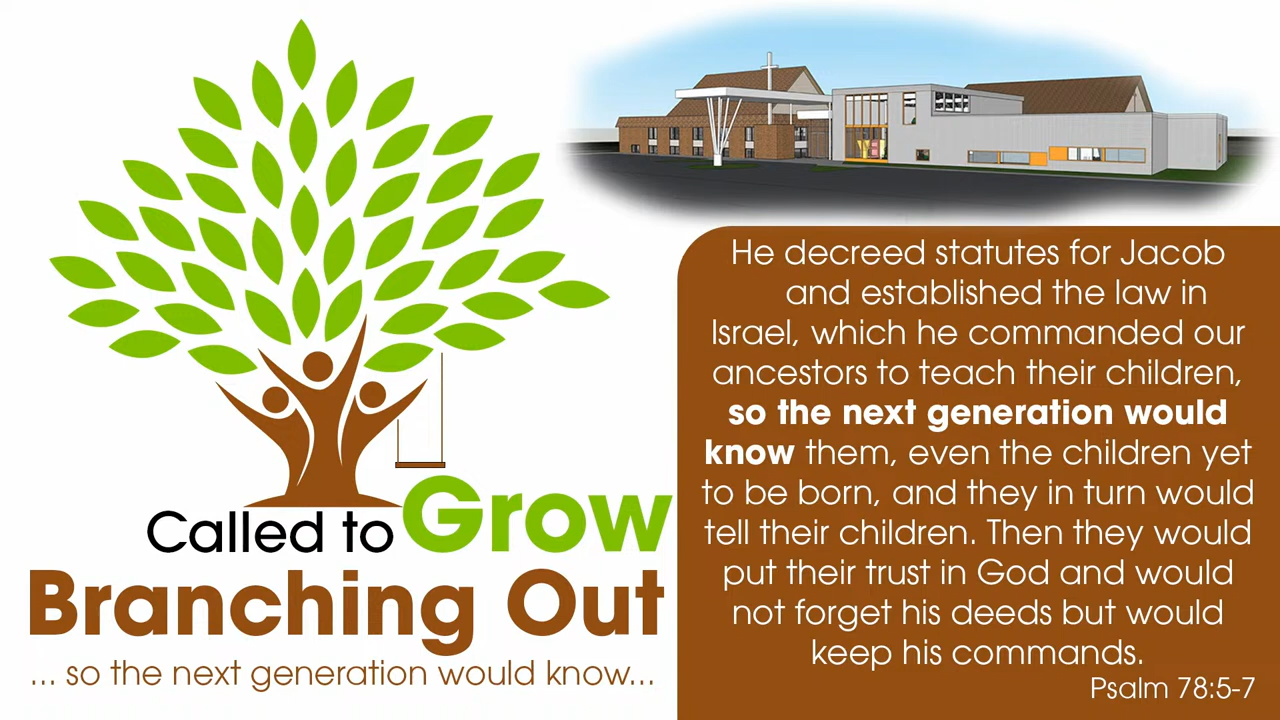 Called to Grow
Branching Out
... so the next generation would know...
He decreed statutes for Jacob
and established the law in
Israel, which he commanded our
ancestors to teach their children,
so the next generation would
know them, even the children yet
to be born, and they in turn would
tell their children. Then they would
put their trust in God and would
not forget his deeds but would
keep his commands.
Psalm 78:5-7